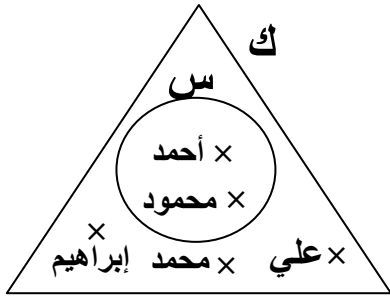 ك
س
× أحمد
× محمود
× علي
× محمد
× إبراهيم